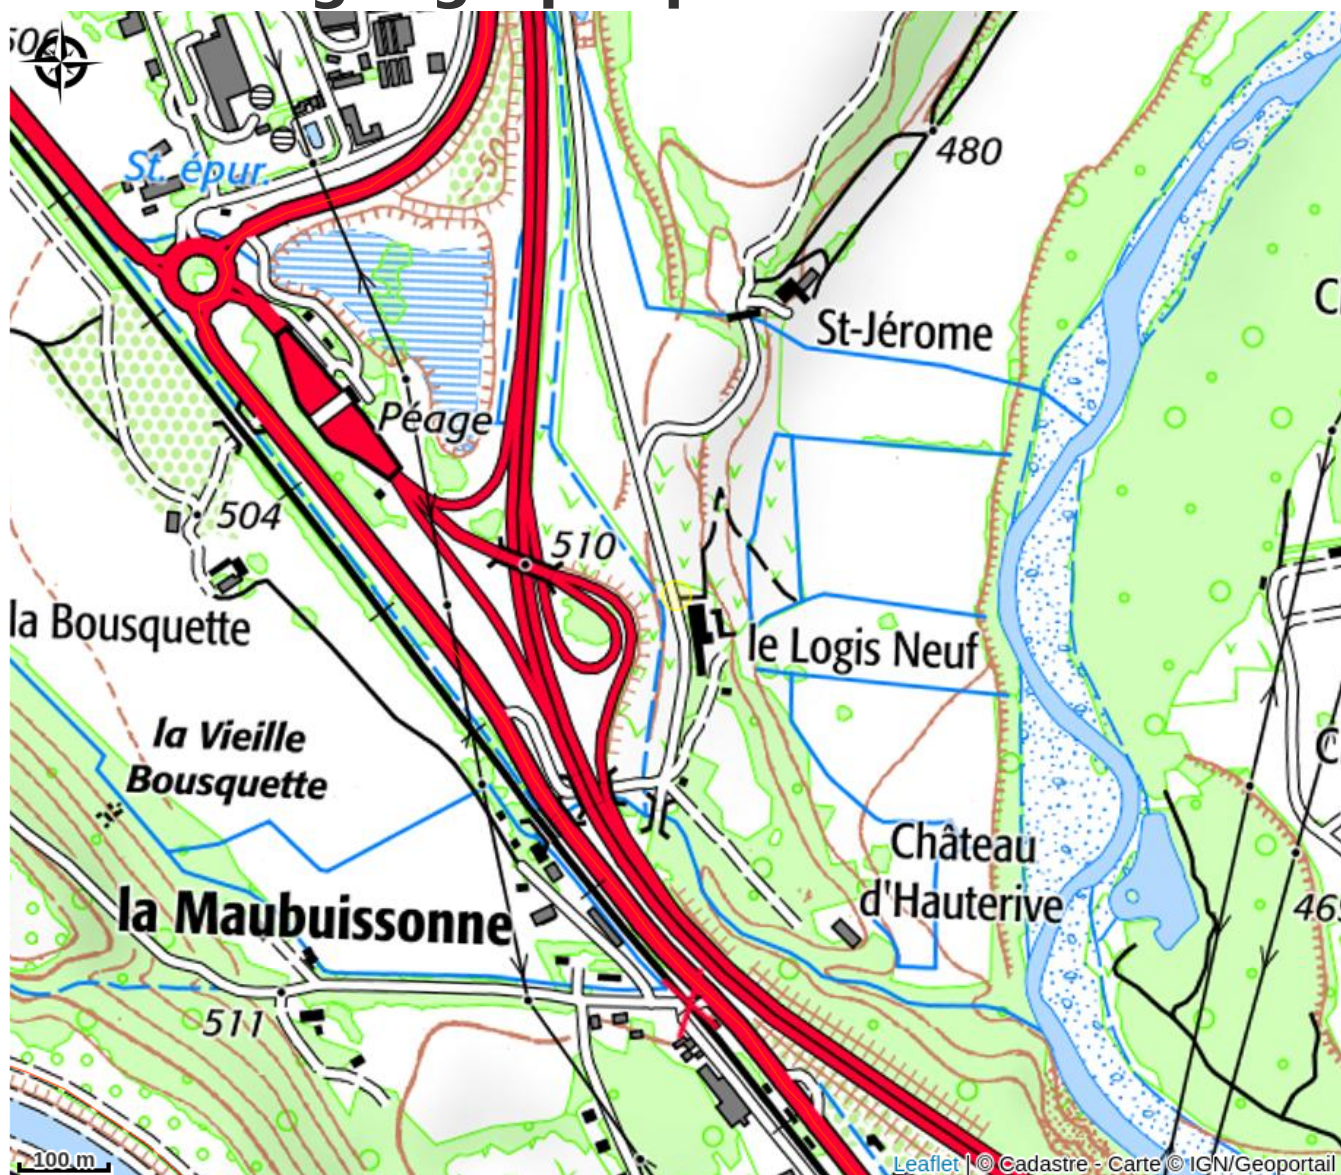 St. épur.
480
St-Jérome
Péage
504
510
la Bousquette
le Logis Neuf
la Vieille
Bousquette
Château
d'Hauterive
la Maubuissonne
46
511
100 m
Leaflet | © Cadastre - Carte © IGN/Geoportail